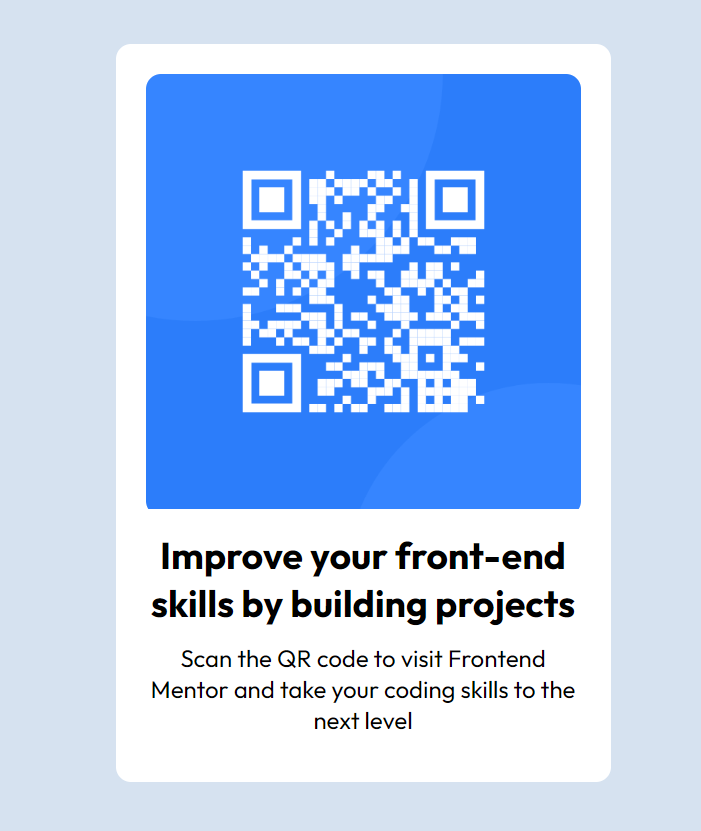 Improve your front-end
skills by building projects
Scan the QR code to visit Frontend
Mentor and take your coding skills to the
next level